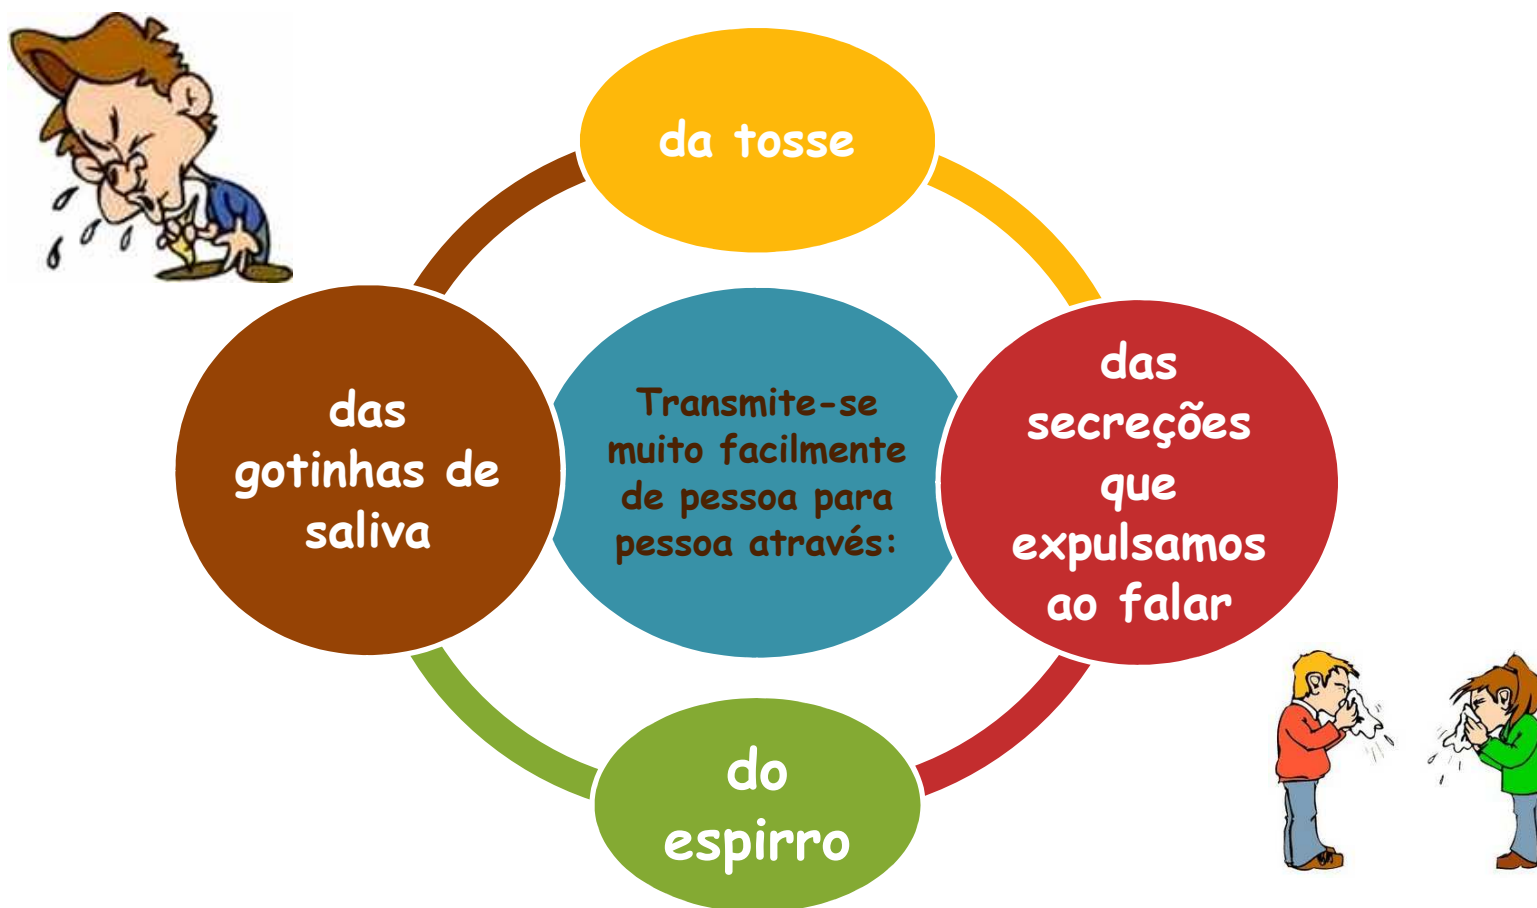 Transmite-se
muito facilmente
de pessoa para
pessoa através:
da tosse
das
secreções
que
expulsamos
ao falar
do
espirro
das
gotinhas de
saliva